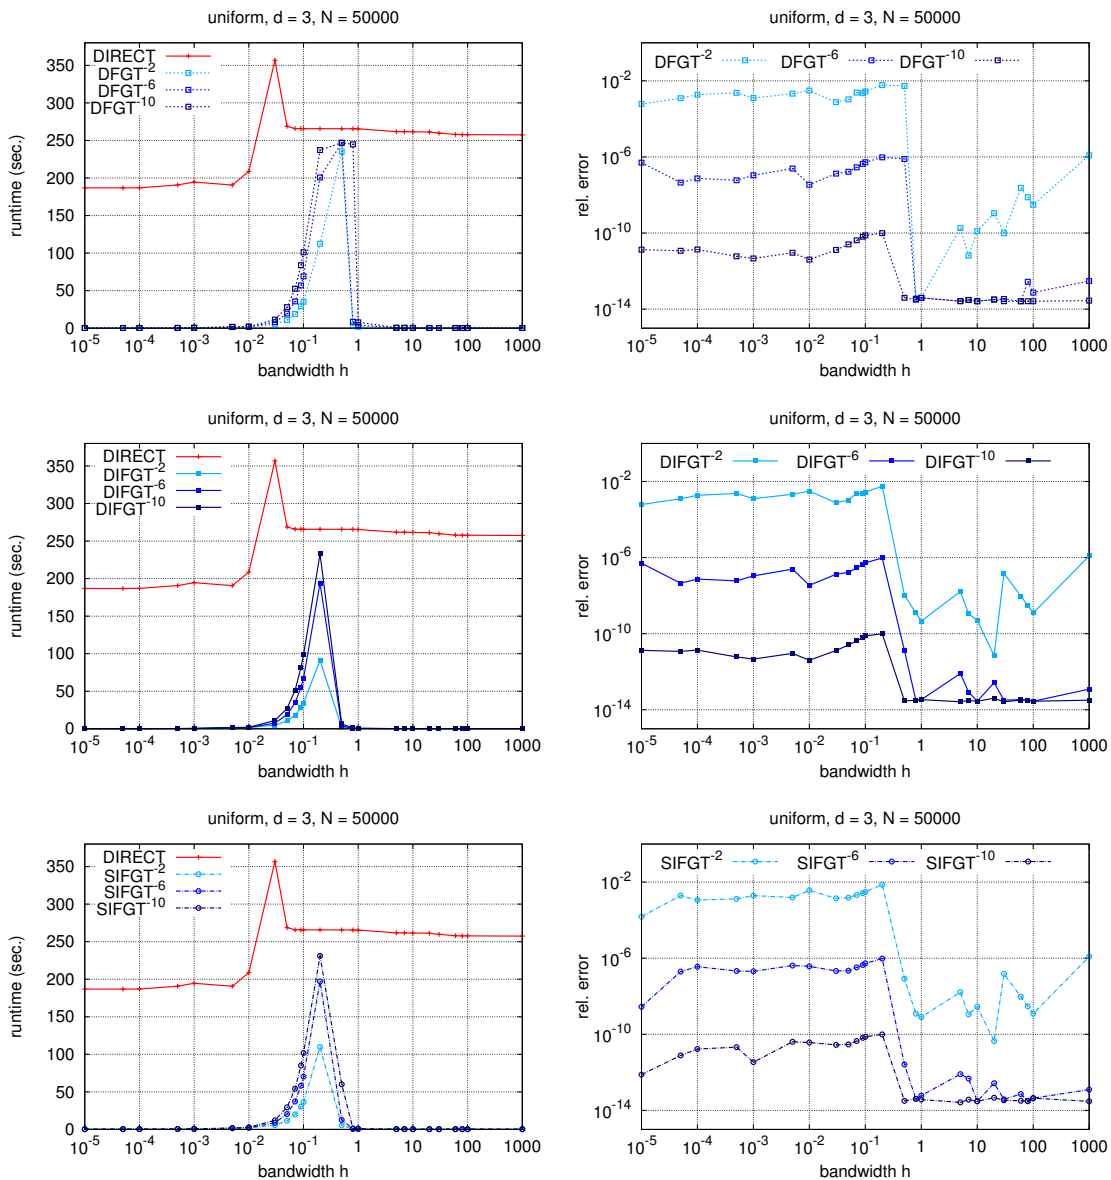 uniform, d = 3, N = 50000
DIRECT
DFGT-2
DFGT-6
DFGT-10
runtime (sec.)
350
300
250
200
150
100
50
0
10-5 10-4 10-3 10-2 10-1 1 10 100 1000
bandwidth h
uniform, d = 3, N = 50000
DFGT-2 DFGT-6 DFGT-10
rel. error
10-2
10-6
10-10
10-14
10-5 10-4 10-3 10-2 10-1 1 10 100 1000
bandwidth h
uniform, d = 3, N = 50000
DIRECT
DIFGT-2
DIFGT-6
DIFGT-10
runtime (sec.)
350
300
250
200
150
100
50
0
10-5 10-4 10-3 10-2 10-1 1 10 100 1000
bandwidth h
uniform, d = 3, N = 50000
DIFGT-2 DIFGT-6 DIFGT-10
rel. error
10-2
10-6
10-10
10-14
10-5 10-4 10-3 10-2 10-1 1 10 100 1000
bandwidth h
uniform, d = 3, N = 50000
DIRECT
SIFGT-2
SIFGT-6
SIFGT-10
runtime (sec.)
350
300
250
200
150
100
50
0
10-5 10-4 10-3 10-2 10-1 1 10 100 1000
bandwidth h
uniform, d = 3, N = 50000
SIFGT-2 SIFGT-6 SIFGT-10
rel. error
10-2
10-6
10-10
10-14
10-5 10-4 10-3 10-2 10-1 1 10 100 1000
bandwidth h